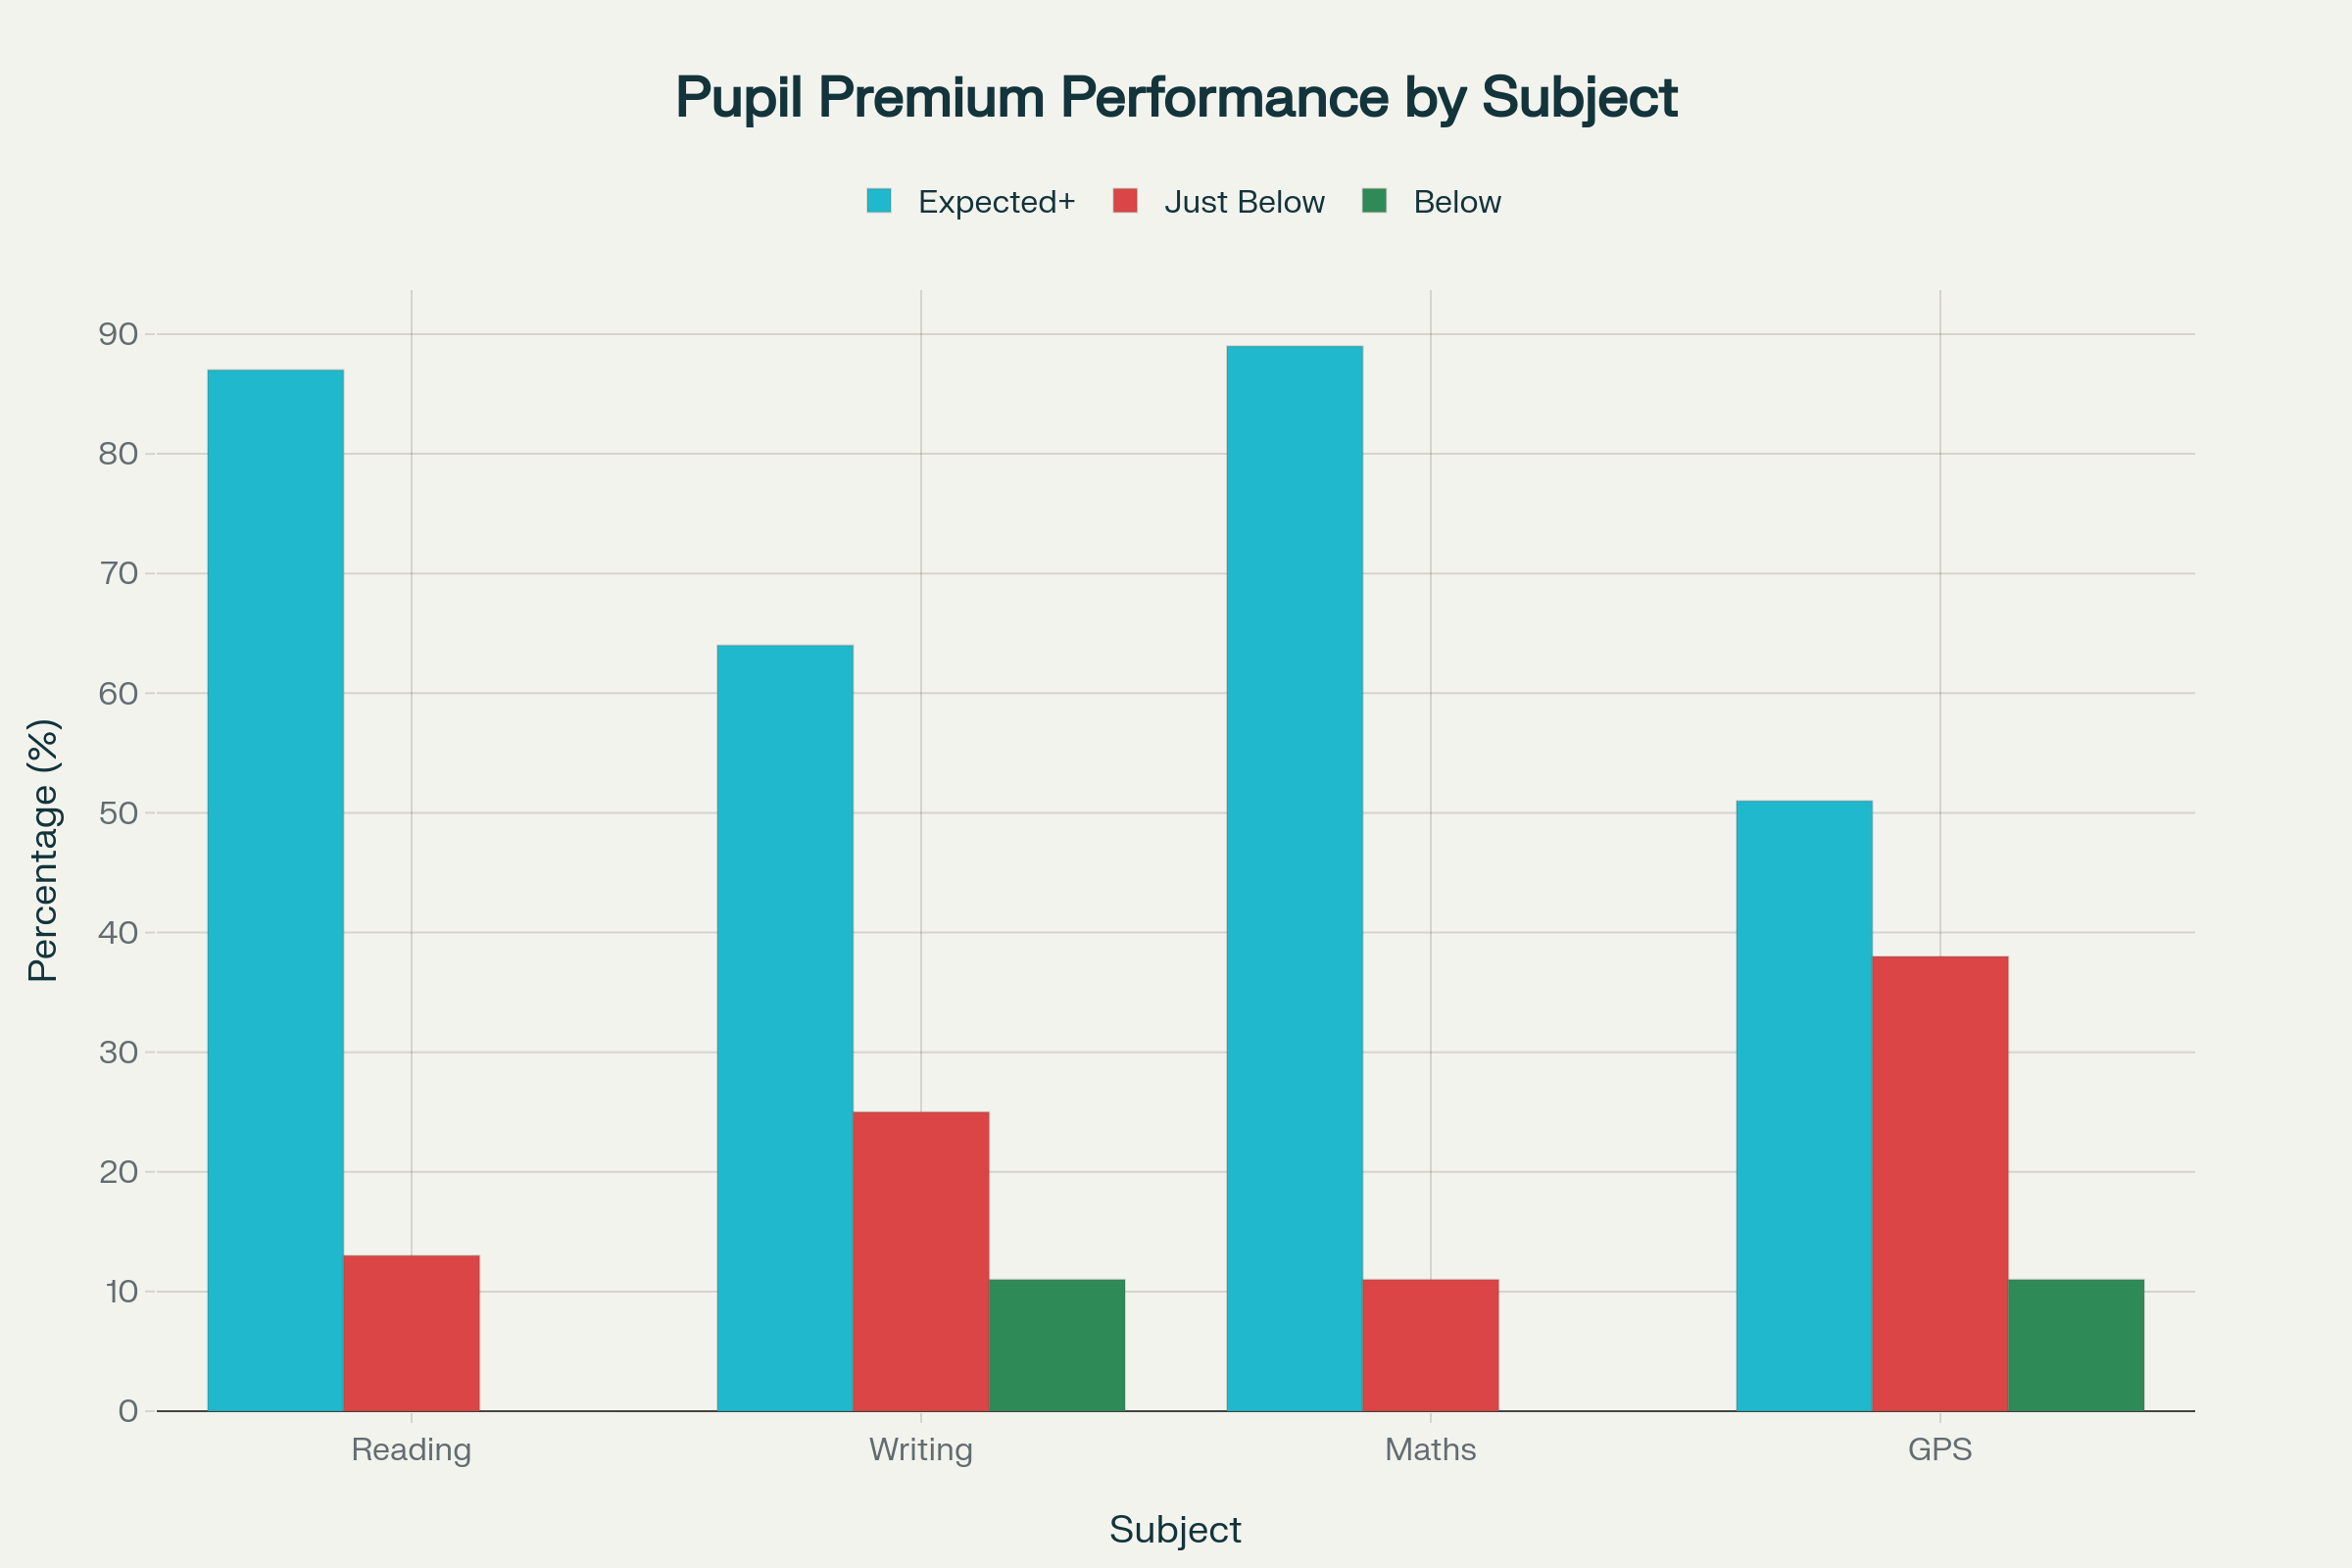 Pupil Premium Performance by Subject
Expected+ Just Below Below
Percentage (%)
90
80
70
60
50
40
30
20
10
0
Reading Writing Maths GPS
Subject